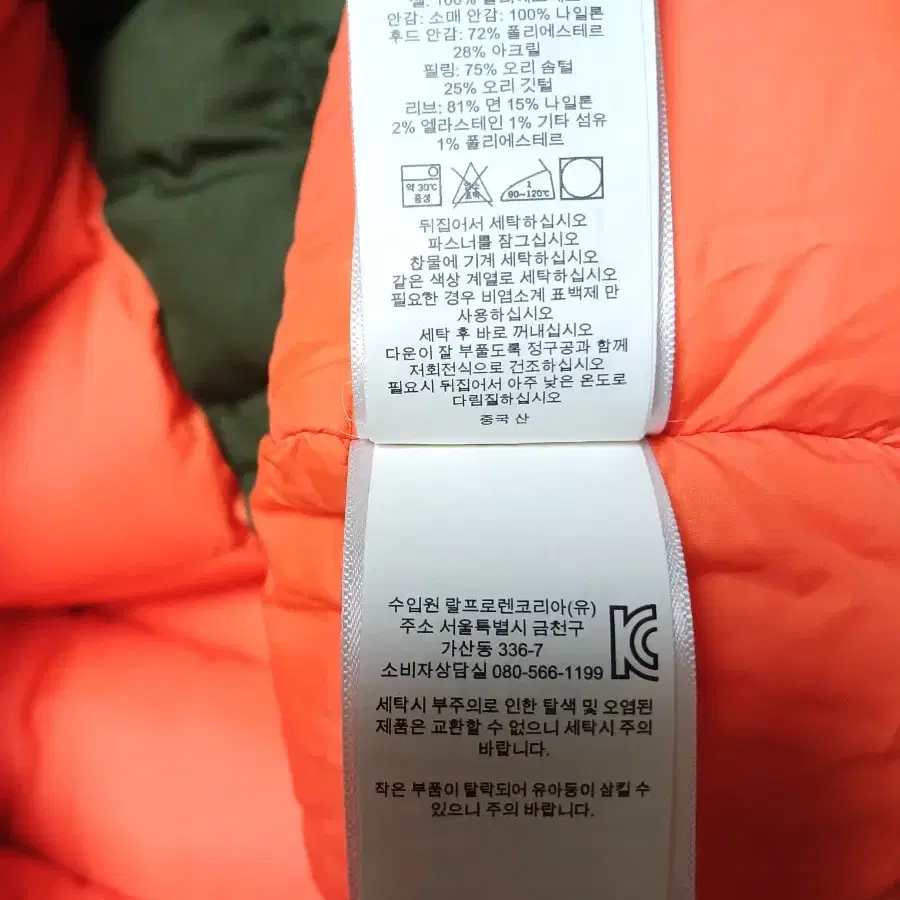 쉘: 100% 폴리에스테르
안감: 소매 안감: 100% 나일론
후드 안감: 72% 폴리에스테르
28% 아크릴
필링: 75% 오리 솜털
25% 오리 깃털
리브: 81% 면 15% 나일론
2% 엘라스테인 1% 기타 섬유
1% 폴리에스테르
약 30℃ 중성 염소 표백 1 80~120℃
뒤집어서 세탁하십시오
파스너를 잠그십시오
찬물에 기계 세탁하십시오
같은 색상 계열로 세탁하십시오
필요한 경우 비염소계 표백제 만
사용하십시오
세탁 후 바로 꺼내십시오
다운이 잘 부풀도록 정구공과 함께
저회전식으로 건조하십시오
필요시 뒤집어서 아주 낮은 온도로
다림질하십시오
중국 산
수입원 랄프로렌코리아(유)
주소 서울특별시 금천구
가산동 336-7
소비자상담실 080-566-1199
KC
세탁시 부주의로 인한 탈색 및 오염된
제품은 교환할 수 없으니 세탁시 주의
바랍니다.
작은 부품이 탈락되어 유아동이 삼킬 수
있으니 주의 바랍니다.